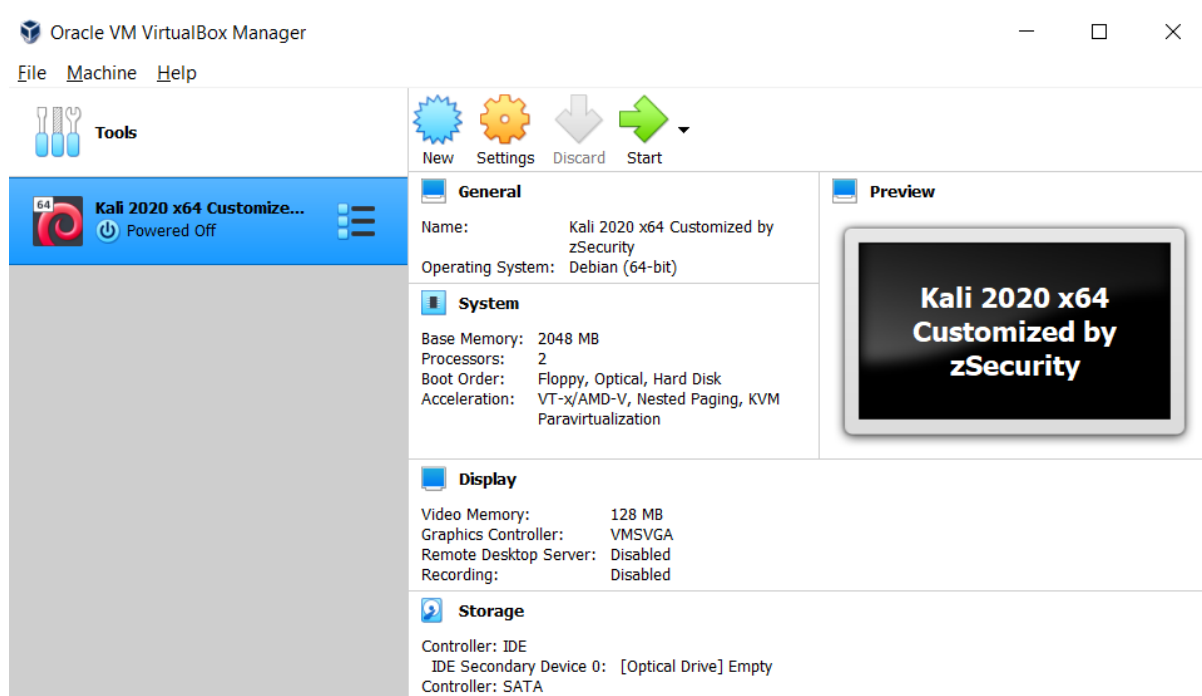 Oracle VM VirtualBox Manager
File Machine Help
Tools
New Settings Discard Start
64
Kali 2020 x64 Customize...
Powered Off
General
Name: Kali 2020 x64 Customized by
zSecurity
Operating System: Debian (64-bit)
System
Base Memory: 2048 MB
Processors: 2
Boot Order: Floppy, Optical, Hard Disk
Acceleration: VT-x/AMD-V, Nested Paging, KVM
Paravirtualization
Preview
Kali 2020 x64
Customized by
zSecurity
Display
Video Memory: 128 MB
Graphics Controller: VMSVGA
Remote Desktop Server: Disabled
Recording: Disabled
Storage
Controller: IDE
IDE Secondary Device 0: [Optical Drive] Empty
Controller: SATA